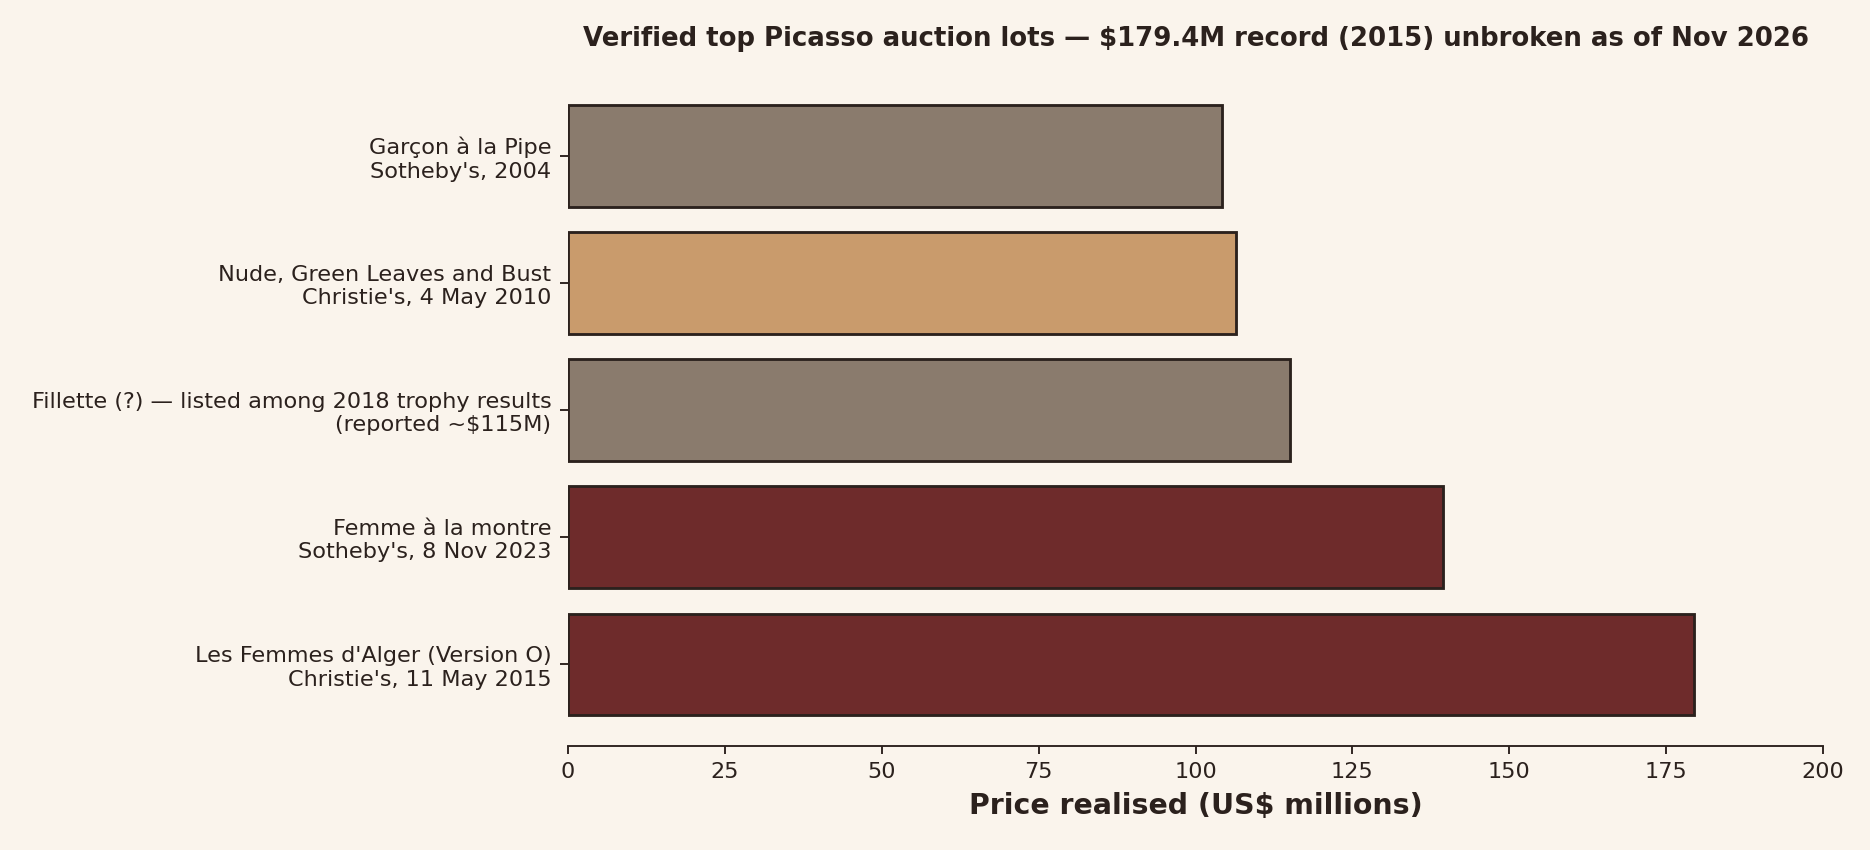 Verified top Picasso auction lots — $179.4M record (2015) unbroken as of Nov 2026
Garçon à la Pipe
Sotheby's, 2004
Nude, Green Leaves and Bust
Christie's, 4 May 2010
Fillette (?) — listed among 2018 trophy results
(reported ~$115M)
Femme à la montre
Sotheby's, 8 Nov 2023
Les Femmes d'Alger (Version O)
Christie's, 11 May 2015
0 25 50 75 100 125 150 175 200
Price realised (US$ millions)